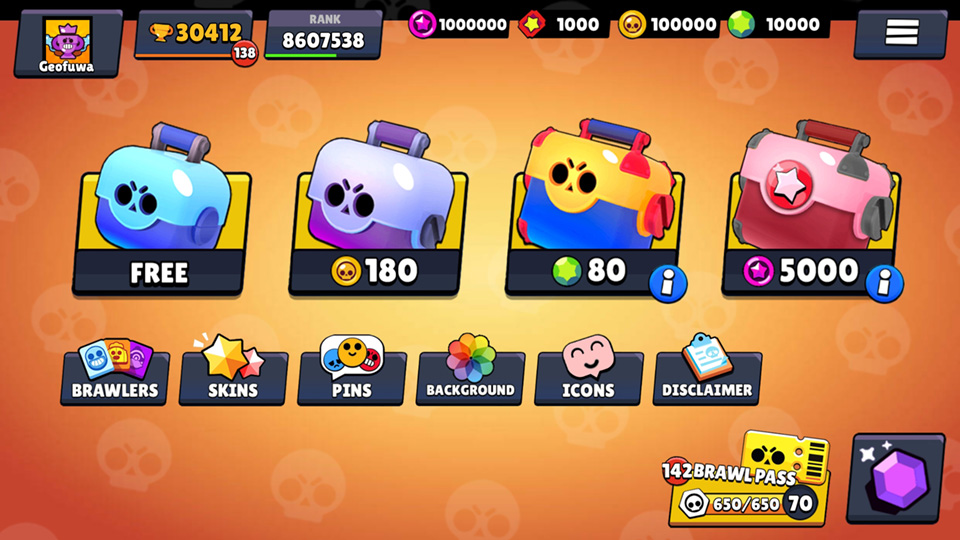 Geofuwa
30412
138
RANK
8607538
1000000
1000
100000
10000
FREE
180
80
i
5000
i
BRAWLERS
SKINS
PINS
BACKGROUND
ICONS
DISCLAIMER
142
BRAWL PASS
650/650
70